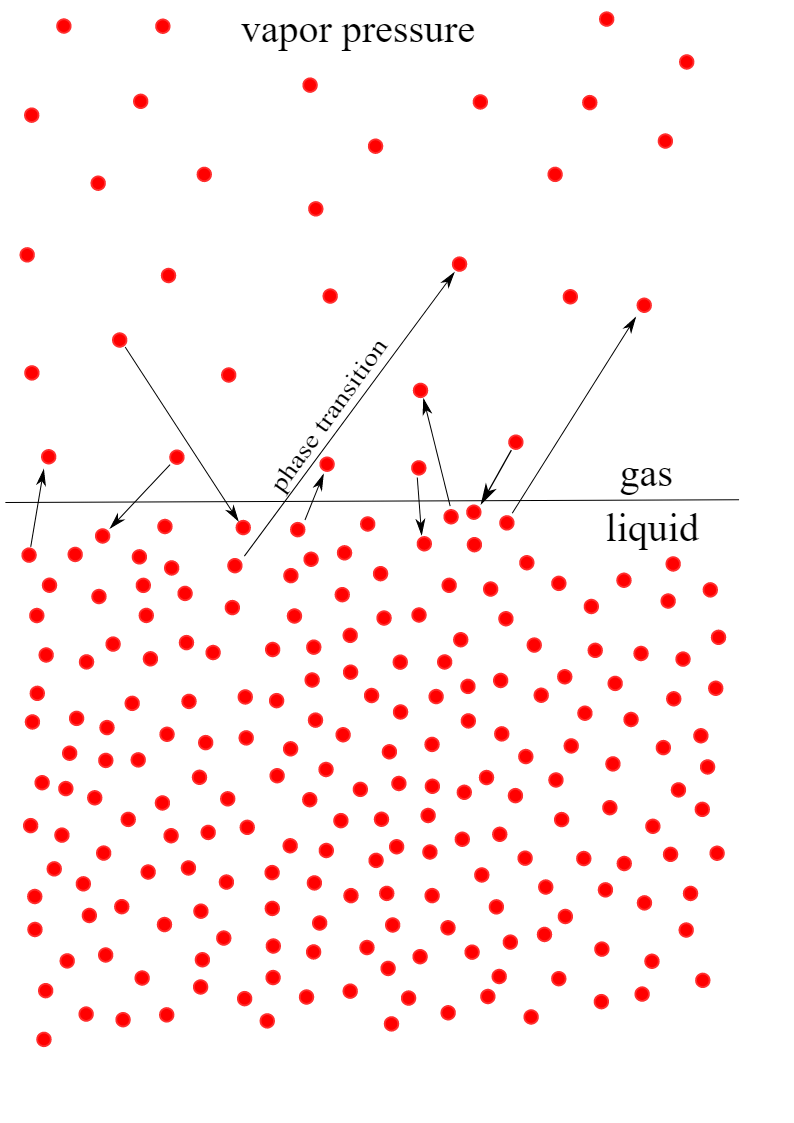 vapor pressure
phase transition
gas
liquid